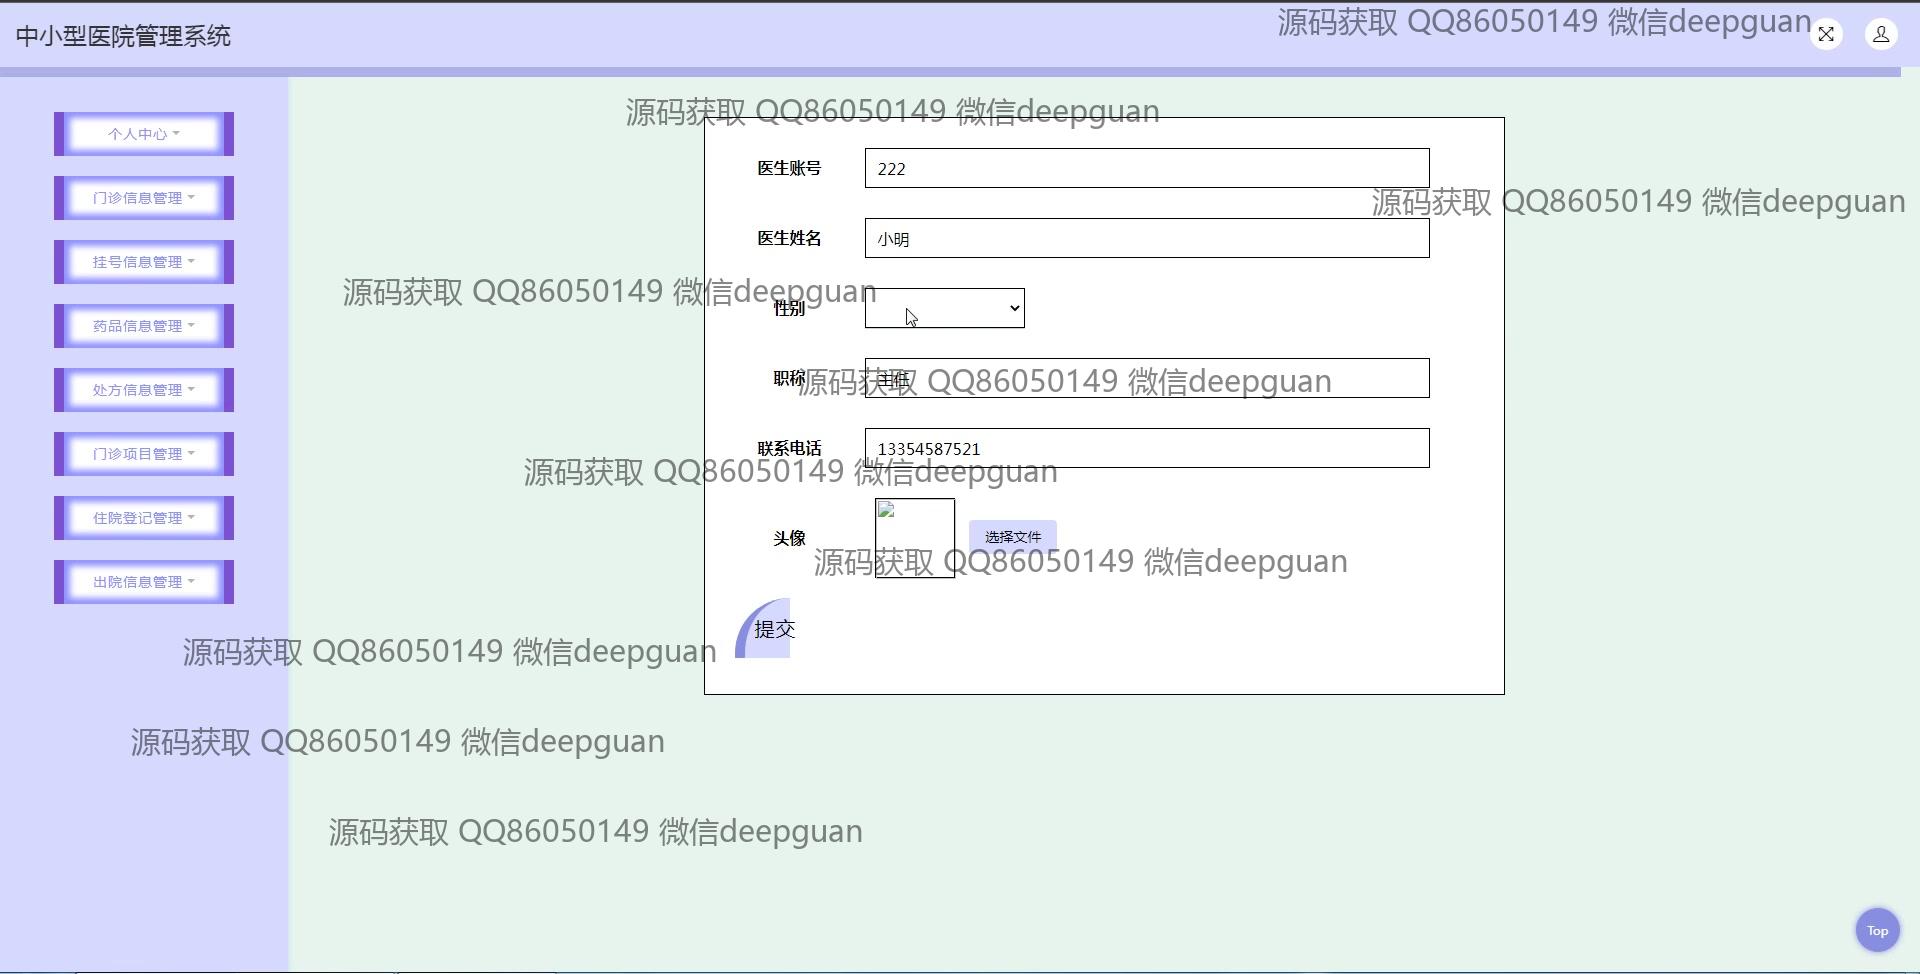 中小型医院管理系统
源码获取 QQ86050149 微信deepguan
个人中心
源码获取 QQ86050149 微信deepguan
医生账号 222
门诊信息管理
源码获取 QQ86050149 微信deepguan
医生姓名 小明
挂号信息管理
源码获取 QQ86050149 微信deepguan
性别
药品信息管理
职称 主任
源码获取 QQ86050149 微信deepguan
处方信息管理
联系电话 13354587521
门诊项目管理
源码获取 QQ86050149 微信deepguan
住院登记管理
头像 选择文件
源码获取 QQ86050149 微信deepguan
出院信息管理
提交
源码获取 QQ86050149 微信deepguan
源码获取 QQ86050149 微信deepguan
源码获取 QQ86050149 微信deepguan
Top